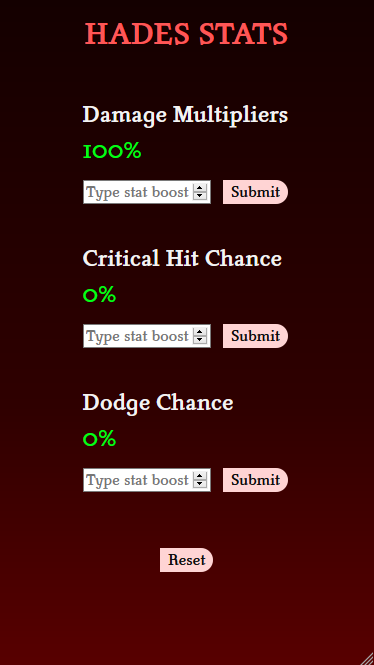 HADES STATS
Damage Multipliers
100%
Type stat boost Submit
Critical Hit Chance
0%
Type stat boost Submit
Dodge Chance
0%
Type stat boost Submit
Reset